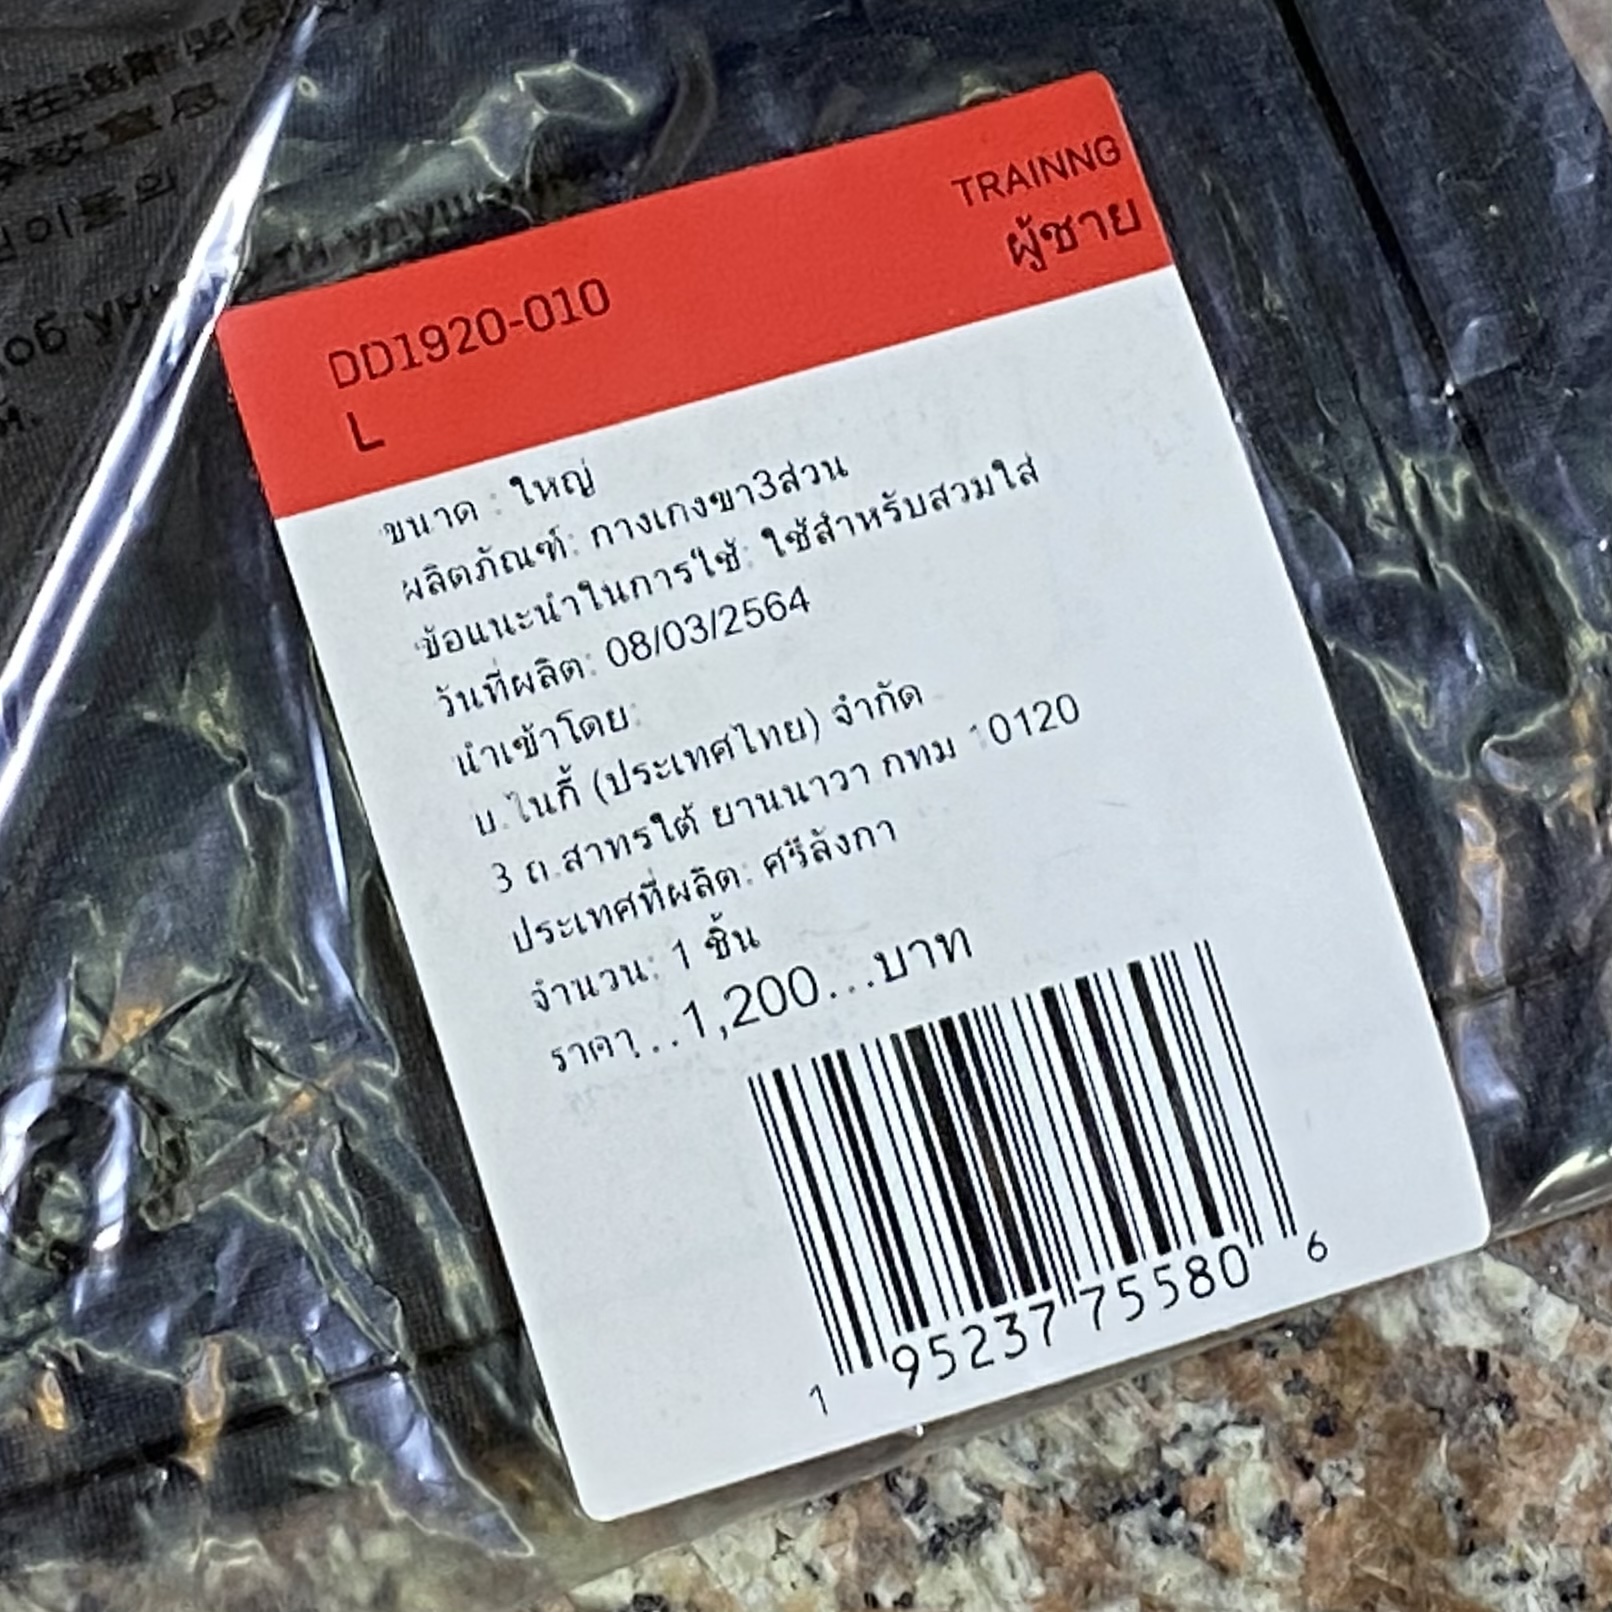 TRAINNG
ผู้ชาย
DD1920-010
L
ขนาด : ใหญ่
ผลิตภัณฑ์: กางเกงขา3ส่วน
ข้อแนะนำในการใช้: ใช้สำหรับสวมใส่
วันที่ผลิต: 08/03/2564
นำเข้าโดย:
บ.ไนกี้ (ประเทศไทย) จำกัด
3 ถ.สาทรใต้ ยานนาวา กทม 10120
ประเทศที่ผลิต: ศรีลังกา
จำนวน: 1 ชิ้น
ราคา...1,200...บาท
1 95237 75580 6